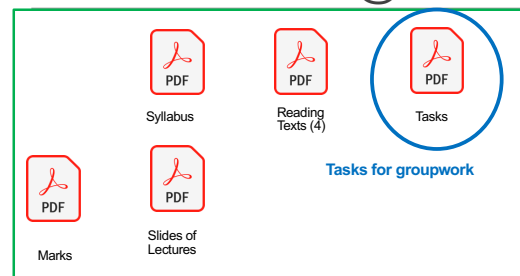 PDF
PDF
PDF
Syllabus
Reading
Texts (4)
Tasks
Tasks for groupwork
PDF
PDF
Marks
Slides of
Lectures